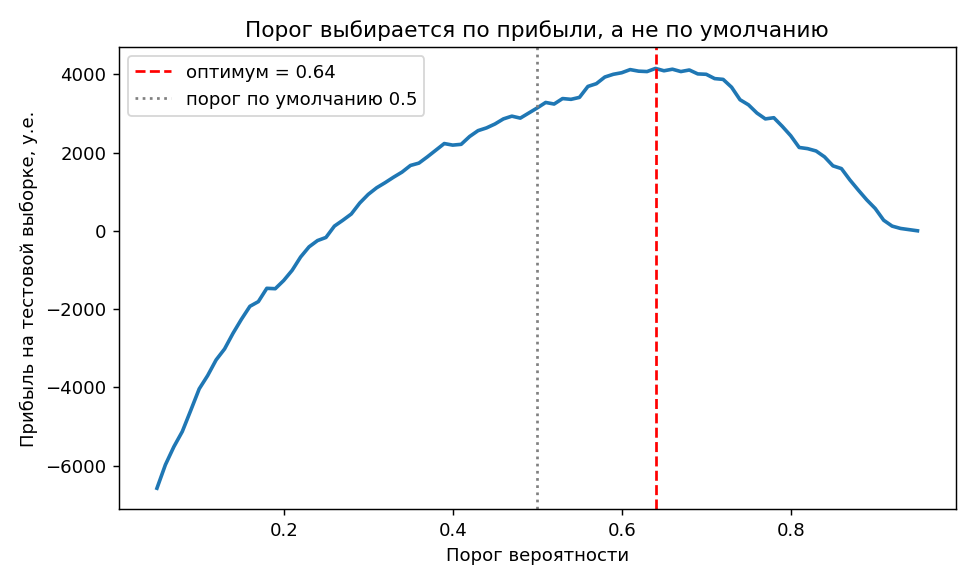 Порог выбирается по прибыли, а не по умолчанию
оптимум = 0.64
порог по умолчанию 0.5
Прибыль на тестовой выборке, у.е.
4000
2000
0
−2000
−4000
−6000
0.2
0.4
0.6
0.8
Порог вероятности